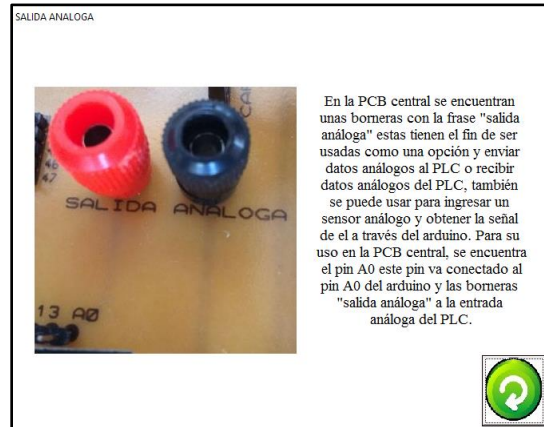 SALIDA ANALOGA
En la PCB central se encuentran
unas borneras con la frase "salida
análoga" estas tienen el fin de ser
usadas como una opción y enviar
datos análogos al PLC o recibir
datos análogos del PLC, también
se puede usar para ingresar un
sensor análogo y obtener la señal
de el a través del arduino. Para su
uso en la PCB central, se encuentra
el pin A0 este pin va conectado al
pin A0 del arduino y las borneras
"salida análoga" a la entrada
análoga del PLC.
46
47
SALIDA ANALOGA
13 A0